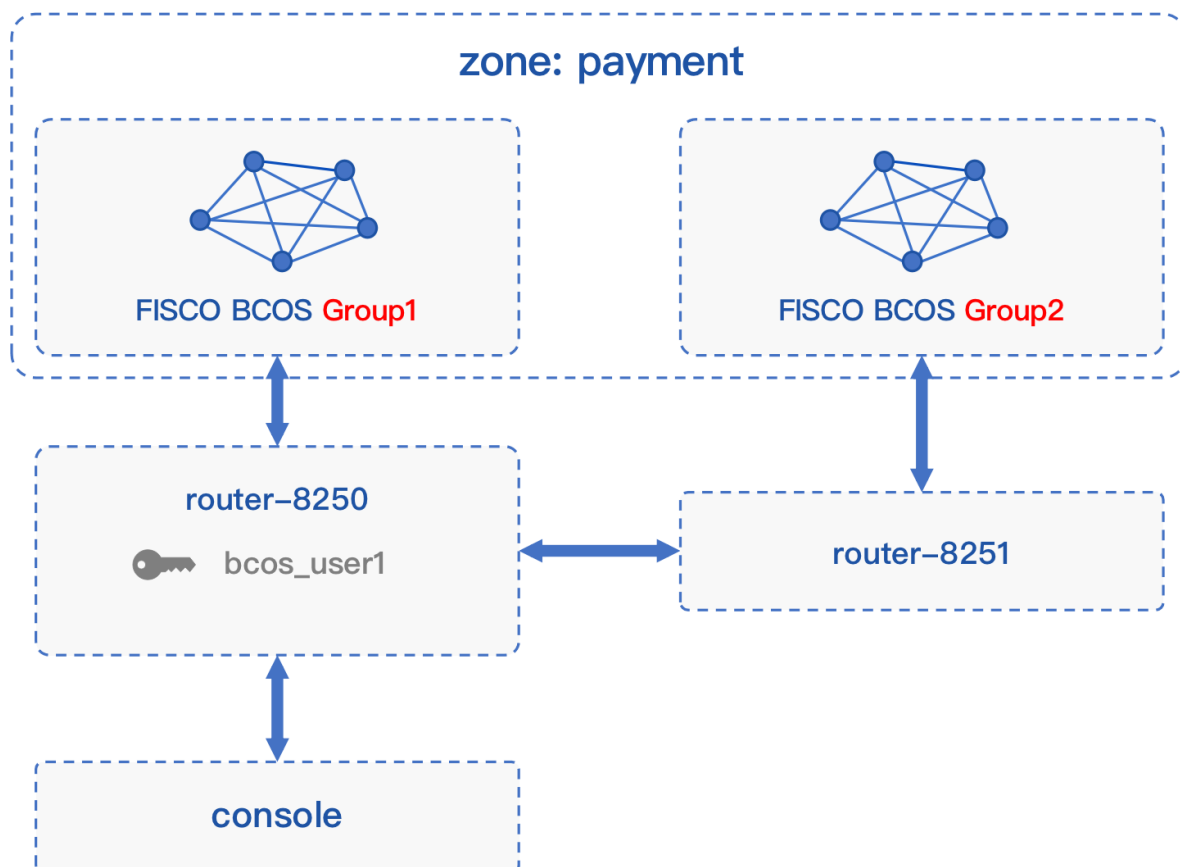 zone: payment
FISCO BCOS Group1
FISCO BCOS Group2
router-8250
bcos_user1
router-8251
console